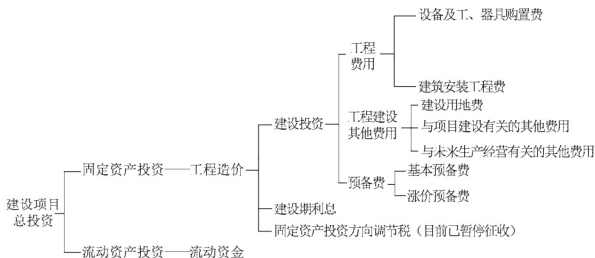 设备及工、器具购置费
工程
费用
建筑安装工程费
建设用地费
建设投资
工程建设
其他费用
与项目建设有关的其他费用
与未来生产经营有关的其他费用
固定资产投资
工程造价
预备费
基本预备费
涨价预备费
建设项目
总投资
建设期利息
固定资产投资方向调节税（目前已暂停征收）
流动资产投资
流动资金